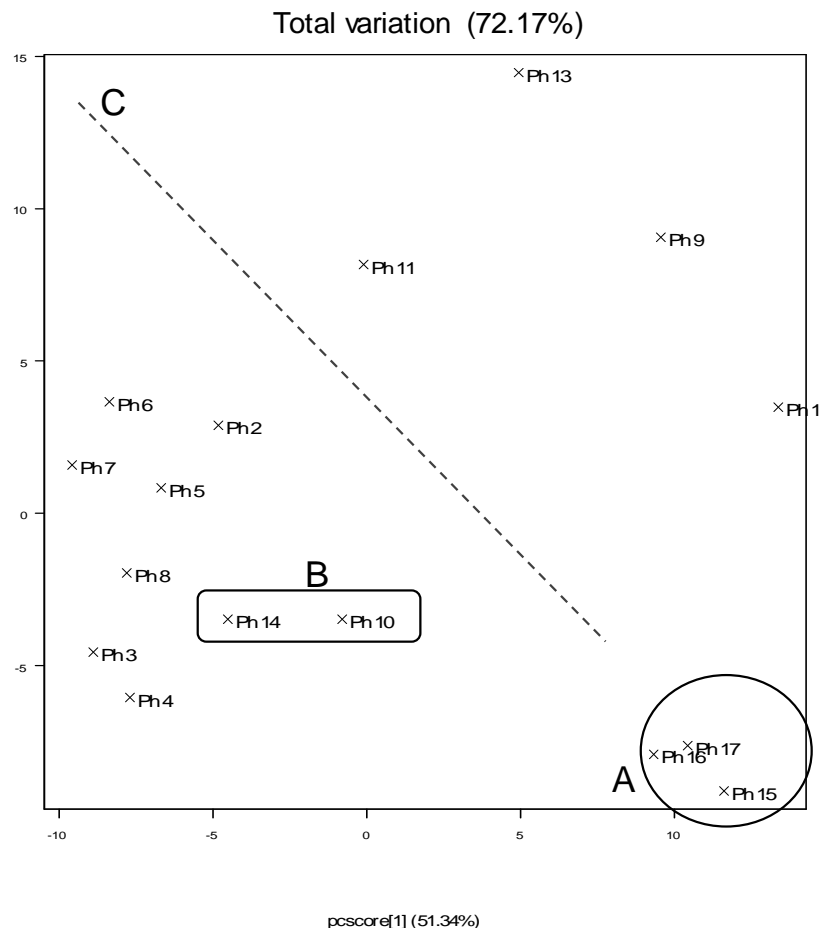 Total variation (72.17%)
15
Ph13
C
10
Ph9
Ph11
5
Ph6
Ph1
Ph2
Ph7
Ph5
0
Ph8
B
Ph14
Ph10
Ph3
-5
Ph4
Ph17
Ph16
A
Ph15
-10
-5
0
5
10
pcscore[1] (51.34%)